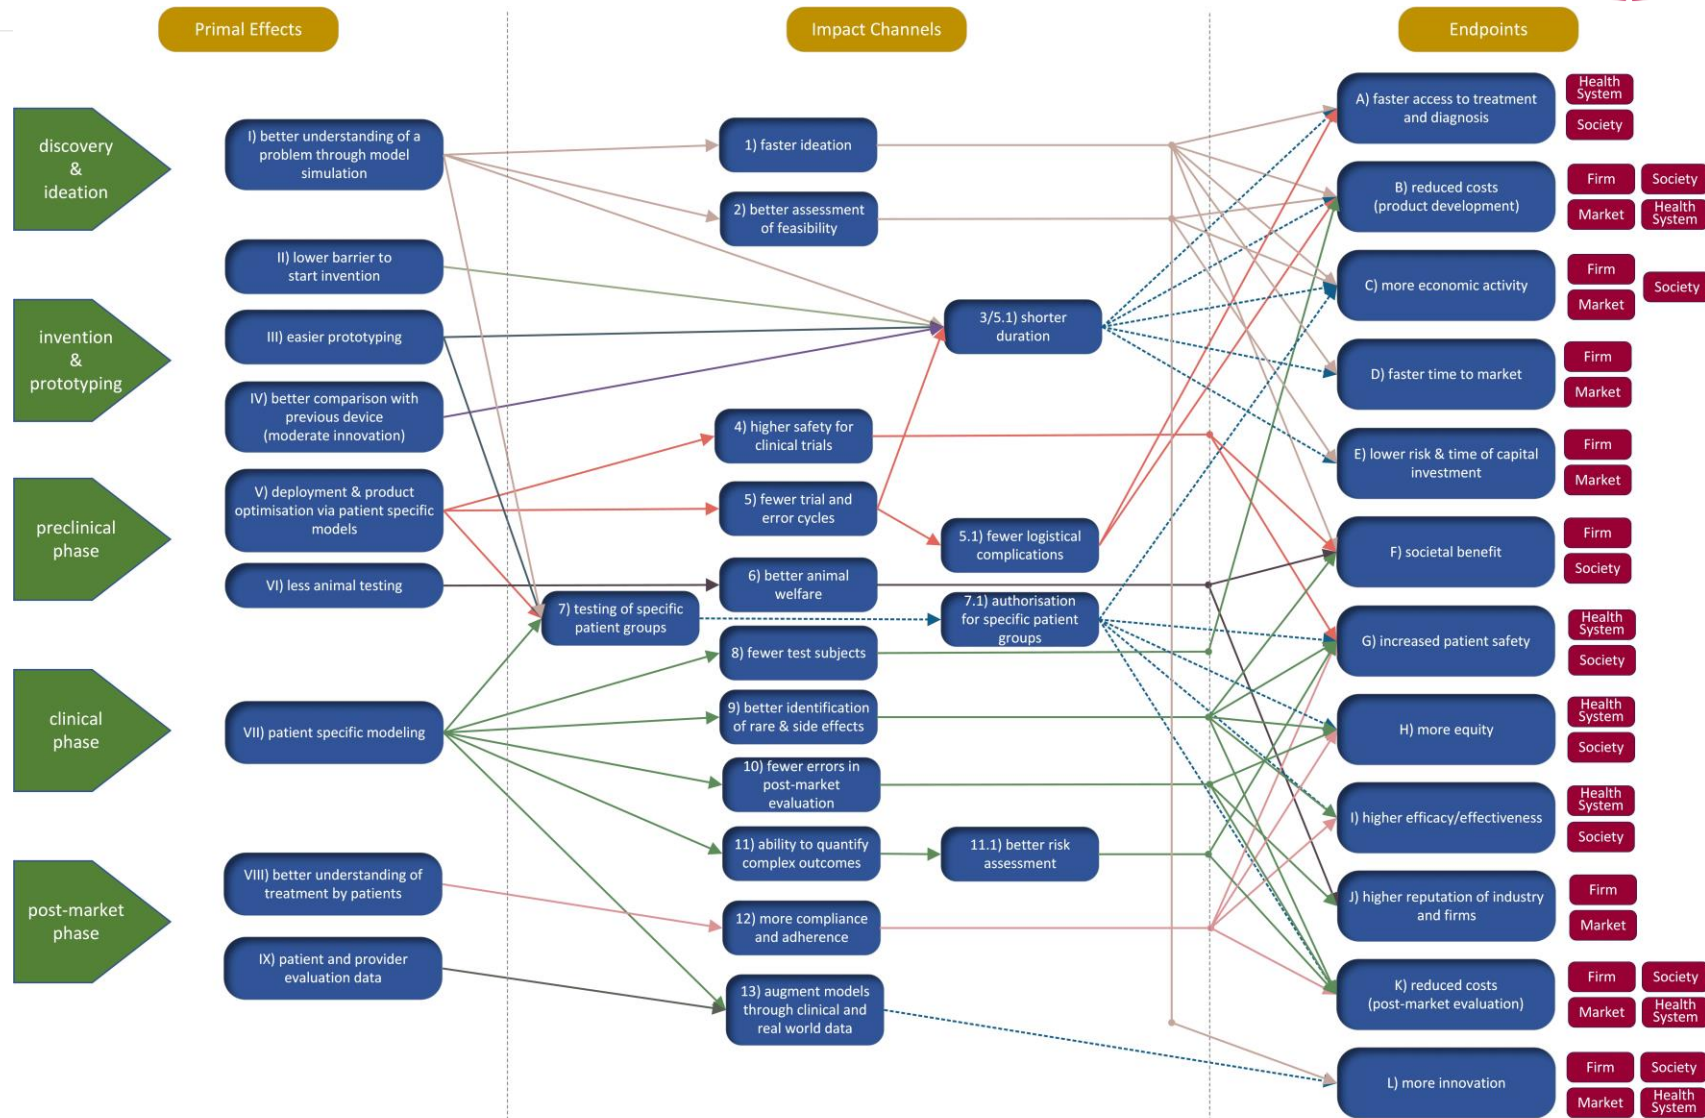 Primal Effects
Impact Channels
Endpoints
discovery
&
ideation
invention
&
prototyping
preclinical
phase
clinical
phase
post-market
phase
I) better understanding of a
problem through model
simulation
II) lower barrier to
start invention
III) easier prototyping
IV) better comparison with
previous device
(moderate innovation)
V) deployment & product
optimisation via patient specific
models
VI) less animal testing
VII) patient specific modeling
VIII) better understanding of
treatment by patients
IX) patient and provider
evaluation data
1) faster ideation
2) better assessment
of feasibility
3/5.1) shorter
duration
4) higher safety for
clinical trials
5) fewer trial and
error cycles
5.1) fewer logistical
complications
6) better animal
welfare
7) testing of specific
patient groups
7.1) authorisation
for specific patient
groups
8) fewer test subjects
9) better identification
of rare & side effects
10) fewer errors in
post-market
evaluation
11) ability to quantify
complex outcomes
11.1) better risk
assessment
12) more compliance
and adherence
13) augment models
through clinical and
real world data
A) faster access to treatment
and diagnosis
Health
System
Society
B) reduced costs
(product development)
Firm
Society
Market
Health
System
C) more economic activity
Firm
Market
Society
D) faster time to market
Firm
Market
E) lower risk & time of capital
investment
Firm
Market
F) societal benefit
Firm
Society
G) increased patient safety
Health
System
Society
H) more equity
Health
System
Society
I) higher efficacy/effectiveness
Health
System
Society
J) higher reputation of industry
and firms
Firm
Market
K) reduced costs
(post-market evaluation)
Firm
Society
Market
Health
System
L) more innovation
Firm
Society
Market
Health
System